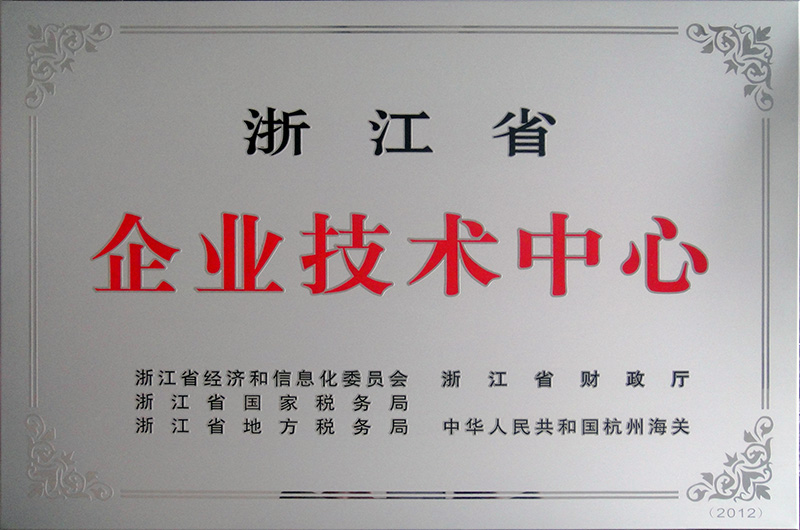 浙江省
企业技术中心
浙江省经济和信息化委员会 浙江省财政厅
浙江省国家税务局
浙江省地方税务局 中华人民共和国杭州海关
（2012）